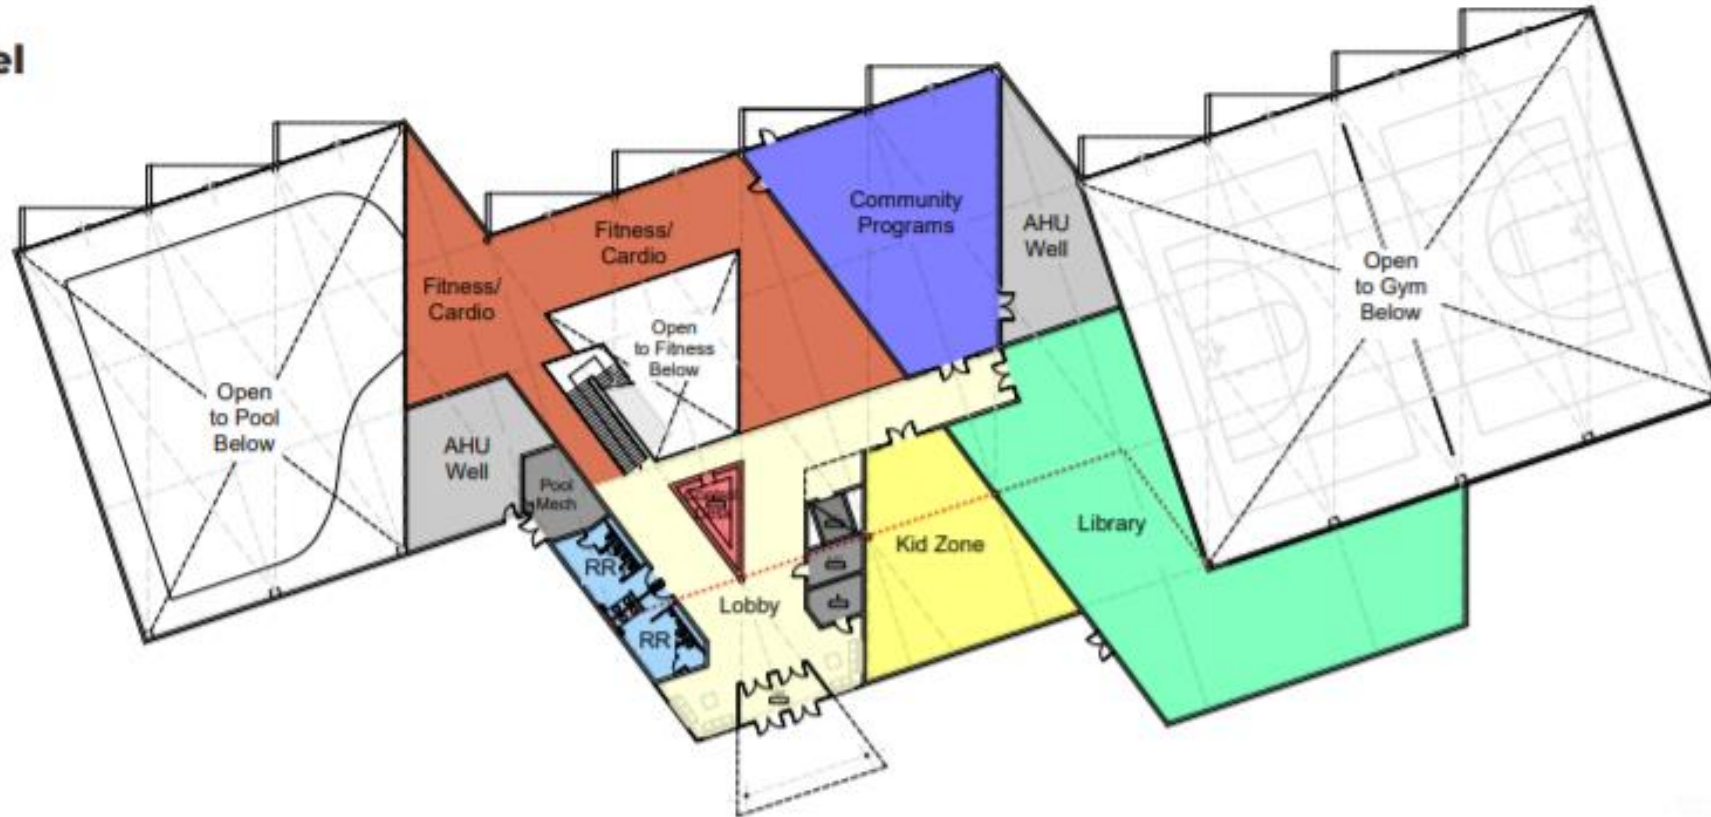 el
Community
Programs
AHU
Well
Fitness/
Cardio
Fitness/
Cardio
Open
to Gym
Below
Open
to Fitness
Below
Open
to Pool
Below
AHU
Well
Pool
Mech
Library
Kid Zone
RR
Lobby
RR